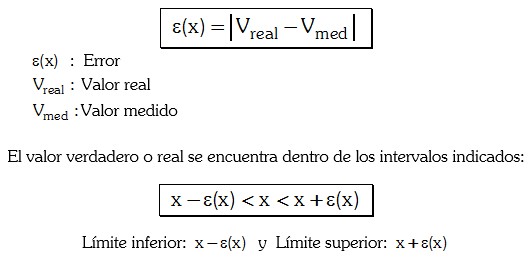 ε(x) = |V_real − V_med|
ε(x) : Error
V_real : Valor real
V_med : Valor medido
El valor verdadero o real se encuentra dentro de los intervalos indicados:
x − ε(x) < x < x + ε(x)
Límite inferior: x − ε(x) y Límite superior: x + ε(x)